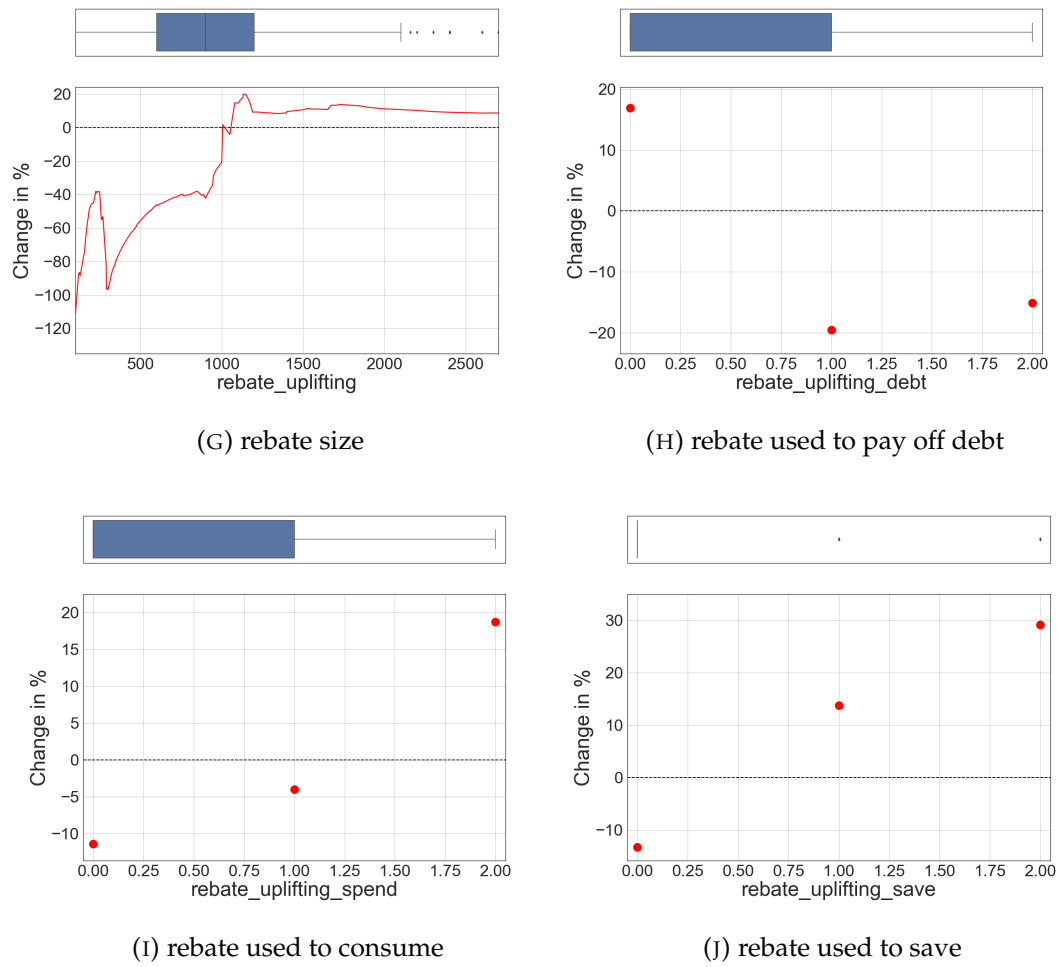 20
0
−20
−40
−60
−80
−100
−120
Change in %
500 1000 1500 2000 2500
rebate_uplifting
(G) rebate size
20
10
0
−10
−20
Change in %
0.00 0.25 0.50 0.75 1.00 1.25 1.50 1.75 2.00
rebate_uplifting_debt
(H) rebate used to pay off debt
20
15
10
5
0
−5
−10
Change in %
0.00 0.25 0.50 0.75 1.00 1.25 1.50 1.75 2.00
rebate_uplifting_spend
(I) rebate used to consume
30
20
10
0
−10
Change in %
0.00 0.25 0.50 0.75 1.00 1.25 1.50 1.75 2.00
rebate_uplifting_save
(J) rebate used to save